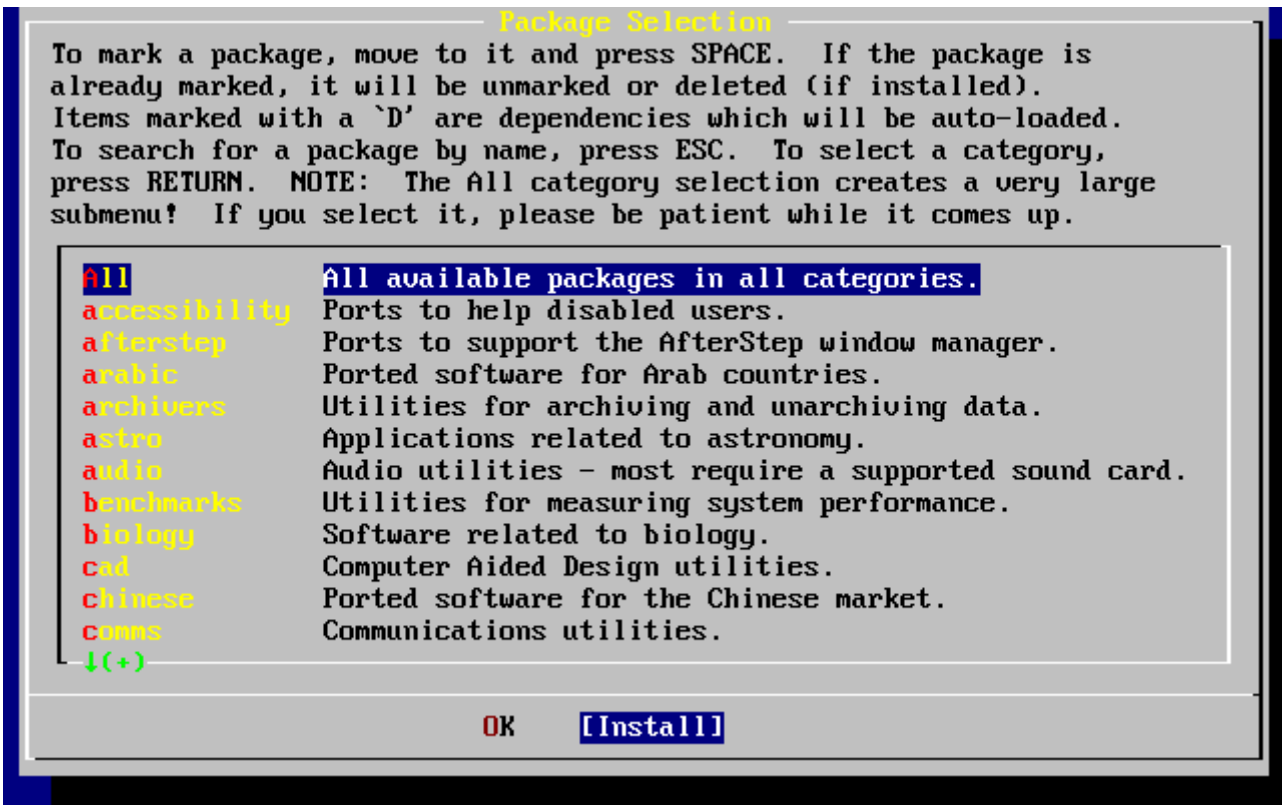 Package Selection
To mark a package, move to it and press SPACE.  If the package is
already marked, it will be unmarked or deleted (if installed).
Items marked with a `D' are dependencies which will be auto-loaded.
To search for a package by name, press ESC.  To select a category,
press RETURN.  NOTE:  The All category selection creates a very large
submenu!  If you select it, please be patient while it comes up.
All All available packages in all categories.
accessibility Ports to help disabled users.
afterstep Ports to support the AfterStep window manager.
arabic Ported software for Arab countries.
archivers Utilities for archiving and unarchiving data.
astro Applications related to astronomy.
audio Audio utilities - most require a supported sound card.
benchmarks Utilities for measuring system performance.
biology Software related to biology.
cad Computer Aided Design utilities.
chinese Ported software for the Chinese market.
comms Communications utilities.
↓(+)
OK [Install]